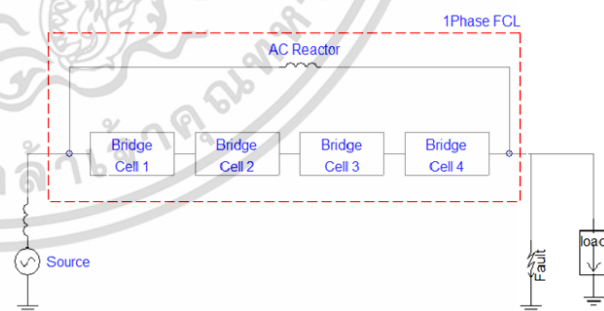 1Phase FCL
AC Reactor
Bridge
Cell 1
Bridge
Cell 2
Bridge
Cell 3
Bridge
Cell 4
Source
Fault
load